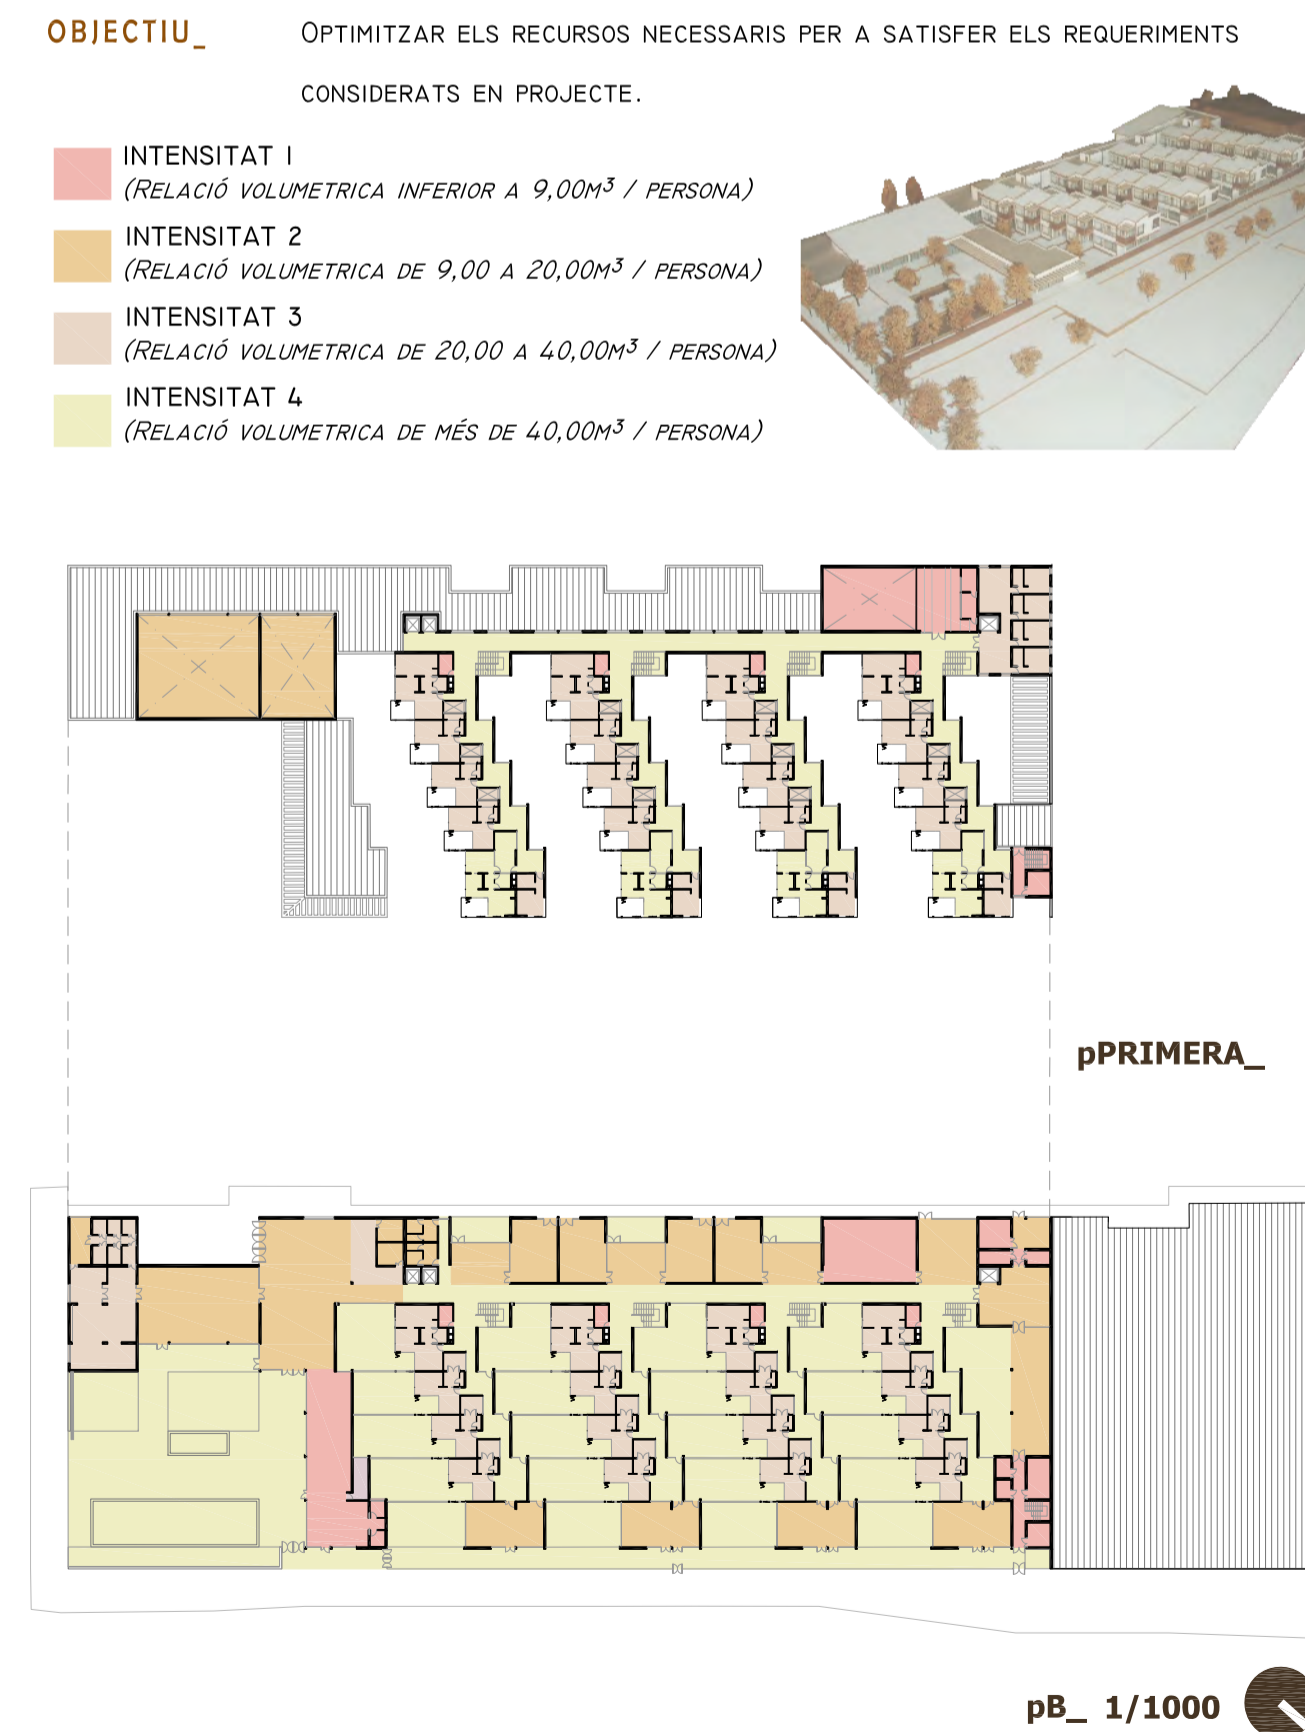 OBJECTIU_
OPTIMITZAR ELS RECURSOS NECESSARIS PER A SATISFER ELS REQUERIMENTS
CONSIDERATS EN PROJECTE.
INTENSITAT 1
(RELACIÓ VOLUMETRICA INFERIOR A 9,00M³ / PERSONA)
INTENSITAT 2
(RELACIÓ VOLUMETRICA DE 9,00 A 20,00M³ / PERSONA)
INTENSITAT 3
(RELACIÓ VOLUMETRICA DE 20,00 A 40,00M³ / PERSONA)
INTENSITAT 4
(RELACIÓ VOLUMETRICA DE MÉS DE 40,00M³ / PERSONA)
pPRIMERA_
pB_ 1/1000